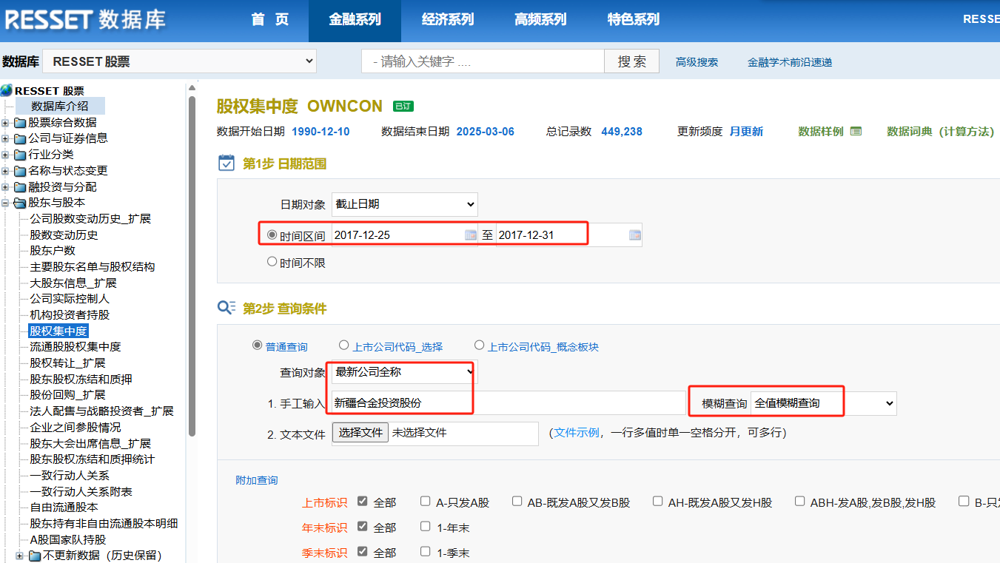 RESSET 数据库
首 页
金融系列
经济系列
高频系列
特色系列
数据库
RESSET 股票
- 请输入关键字 ....
搜 索
高级搜索
金融学术前沿速递
RESSET 股票
数据库介绍
股票综合数据
公司与证券信息
行业分类
名称与状态变更
融投资与分配
股东与股本
公司股数变动历史_扩展
股数变动历史
股东户数
主要股东名单与股权结构
大股东信息_扩展
公司实际控制人
机构投资者持股
股权集中度
流通股股权集中度
股权转让_扩展
股东股权冻结和质押
股份回购_扩展
法人配售与战略投资者_扩展
企业之间参股情况
股东大会出席信息_扩展
股东股权冻结和质押统计
一致行动人关系
一致行动人关系附表
自由流通股本
股东持有非自由流通股本明细
A股国家队持股
不更新数据（历史保留）
股权集中度 OWNCON 已订
数据开始日期 1990-12-10 数据结束日期 2025-03-06 总记录数 449,238 更新频度 月更新 数据样例 数据词典（计算方法）
第1步 日期范围
日期对象 截止日期
时间区间 2017-12-25 至 2017-12-31
时间不限
第2步 查询条件
普通查询 上市公司代码_选择 上市公司代码_概念板块
查询对象 最新公司全称
1. 手工输入 新疆合金投资股份 模糊查询 全值模糊查询
2. 文本文件 选择文件 未选择文件 （文件示例，一行多值时单一空格分开，可多行）
附加查询
上市标识 全部 A-只发A股 AB-既发A股又发B股 AH-既发A股又发H股 ABH-发A股,发B股,发H股
年末标识 全部 1-年末
季末标识 全部 1-季末